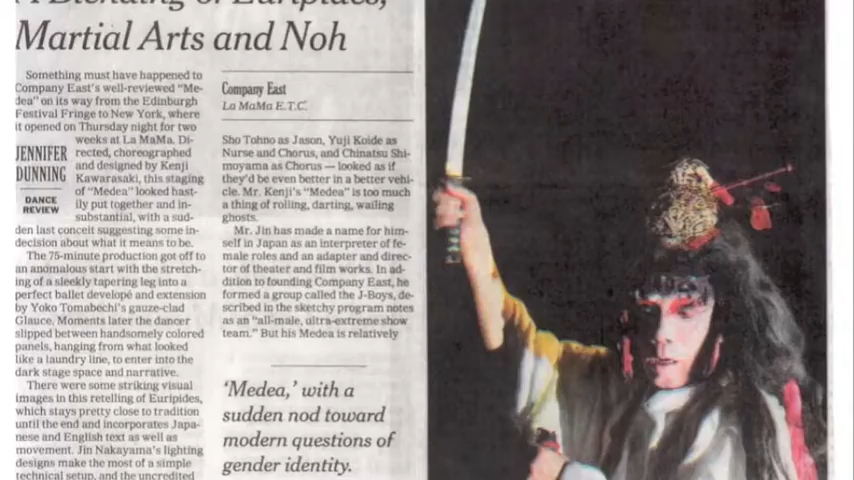 A Blending of Euripides,
Martial Arts and Noh
Something must have happened to
Company East's well-reviewed "Me-
dea" on its way from the Edinburgh
Festival Fringe to New York, where
it opened on Thursday night for two
weeks at La MaMa. Di-
rected, choreographed
and designed by Kenji
Kawarasaki, this staging
of "Medea" looked hast-
ily put together and in-
substantial, with a sud-
den last conceit suggesting some in-
decision about what it means to be.
JENNIFER
DUNNING
DANCE
REVIEW
The 75-minute production got off to
an anomalous start with the stretch-
ing of a sleekly tapering leg into a
perfect ballet développé and extension
by Yoko Tomabechi's gauze-clad
Glauce. Moments later the dancer
slipped between handsomely colored
panels, hanging from what looked
like a laundry line, to enter into the
dark stage space and narrative.
There were some striking visual
images in this retelling of Euripides,
which stays pretty close to tradition
until the end and incorporates Japa-
nese and English text as well as
movement. Jin Nakayama's lighting
designs make the most of a simple
technical setup, and the uncredited
Company East
La MaMa E.T.C.
Sho Tohno as Jason, Yuji Koide as
Nurse and Chorus, and Chinatsu Shi-
moyama as Chorus — looked as if
they'd be even better in a better vehi-
cle. Mr. Kenji's "Medea" is too much
a thing of rolling, darting, wailing
ghosts.
Mr. Jin has made a name for him-
self in Japan as an interpreter of fe-
male roles and an adapter and direc-
tor of theater and film works. In ad-
dition to founding Company East, he
formed a group called the J-Boys, de-
scribed in the sketchy program notes
as an "all-male, ultra-extreme show
team." But his Medea is relatively
'Medea,' with a
sudden nod toward
modern questions of
gender identity.